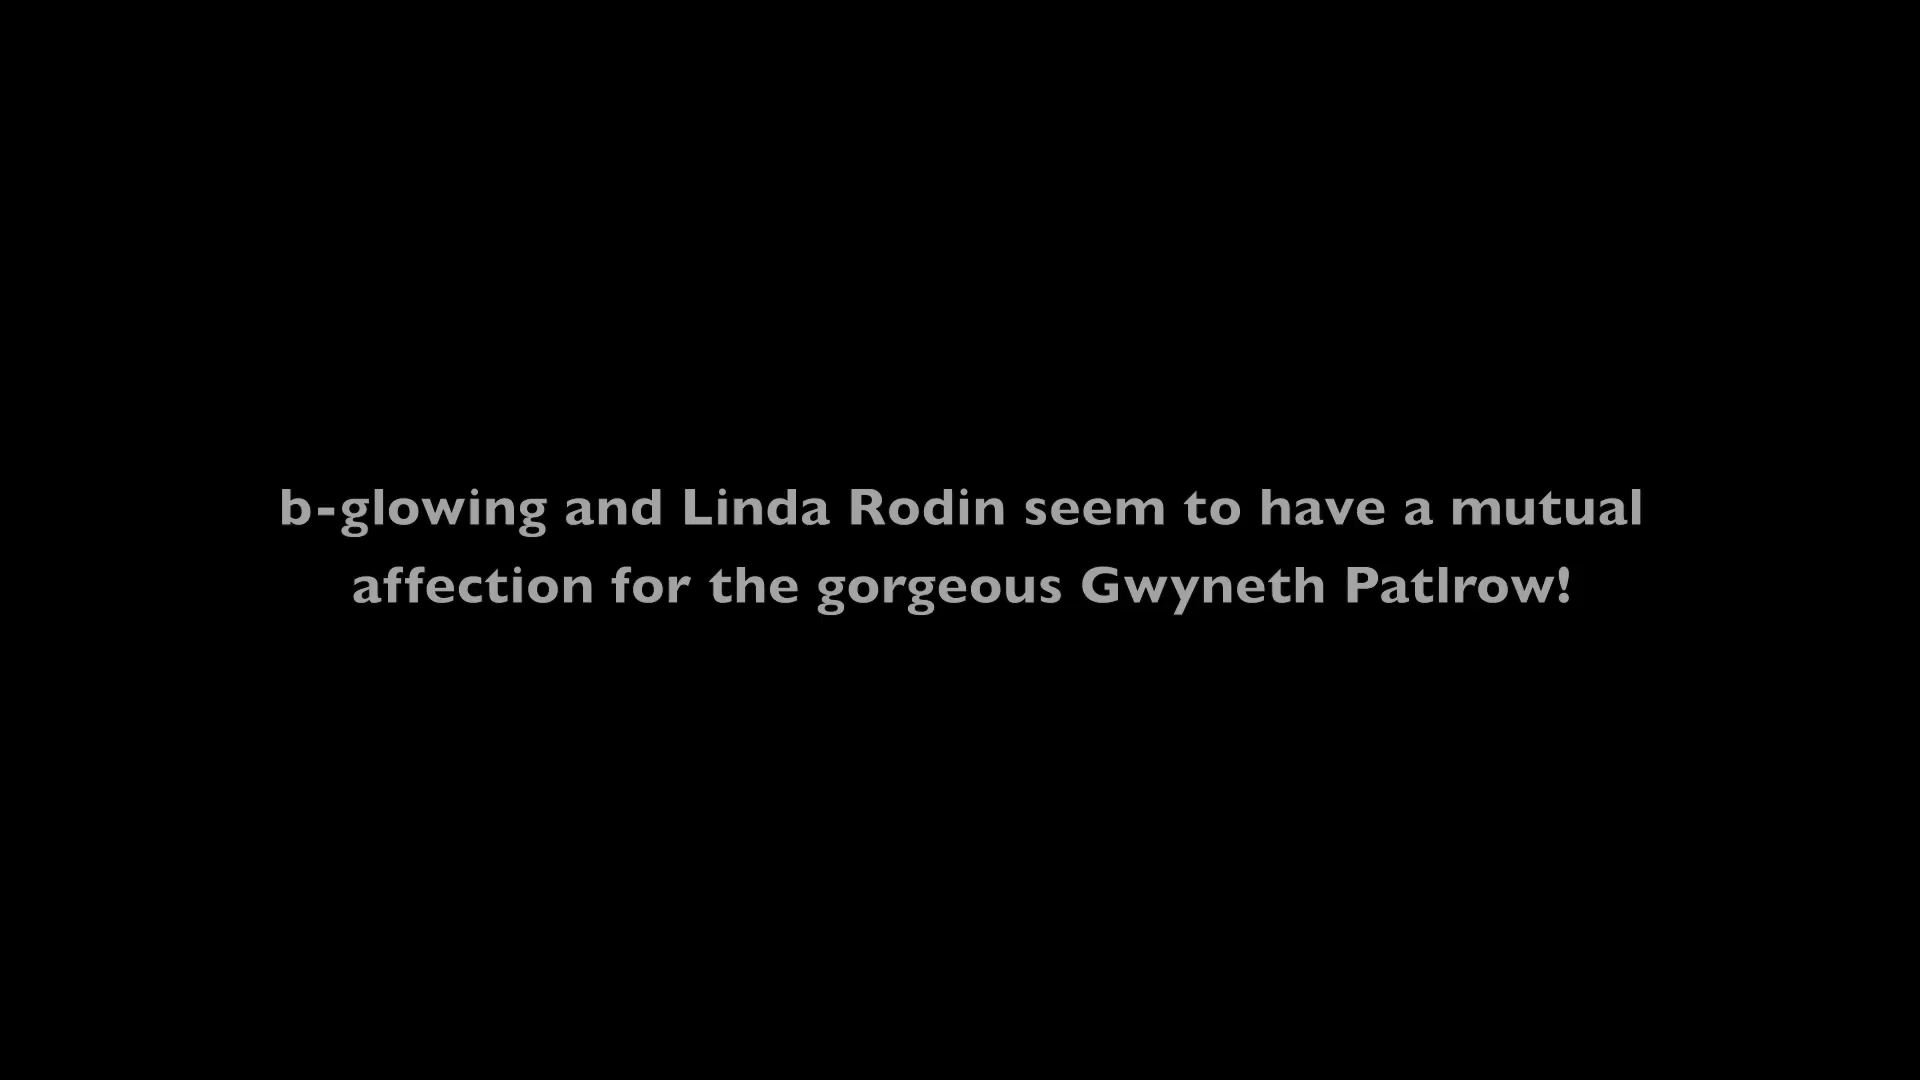 b-glowing and Linda Rodin seem to have a mutual
affection for the gorgeous Gwyneth Patlrow!